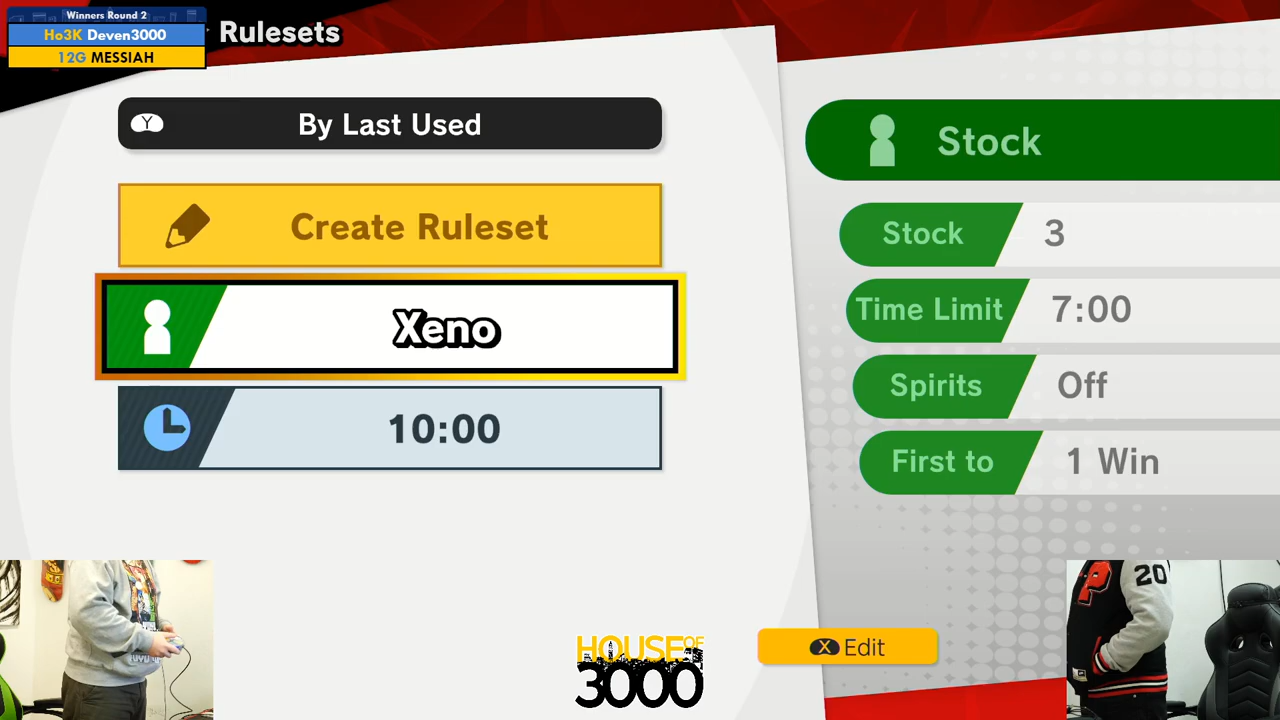 Winners Round 2
Ho3K Deven3000
12G MESSIAH
Rulesets
Y By Last Used
Create Ruleset
Xeno
10:00
Stock
Stock 3
Time Limit 7:00
Spirits Off
First to 1 Win
X Edit
HOUSE OF
3000
P
20